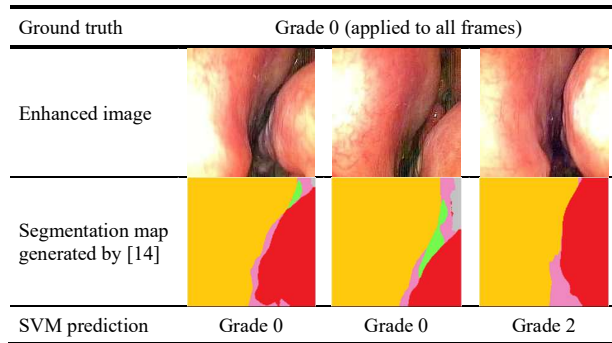 Ground truth Grade 0 (applied to all frames)
Enhanced image
Segmentation map
generated by [14]
SVM prediction Grade 0 Grade 0 Grade 2